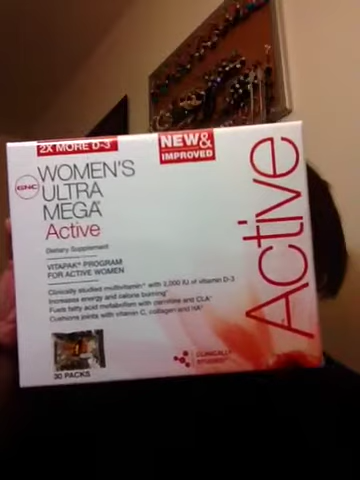 2X MORE D-3
NEW&
IMPROVED
GNC
WOMEN'S
ULTRA
MEGA
Active
Dietary Supplement
VITAPAK® PROGRAM
FOR ACTIVE WOMEN
Clinically studied multivitamin* with 2,000 IU of vitamin D-3
Increases energy and calorie burning*
Fuels fatty acid metabolism with carnitine and CLA*
Cushions joints with vitamin C, collagen and HA*
30 PACKS
CLINICALLY
STUDIED
Active